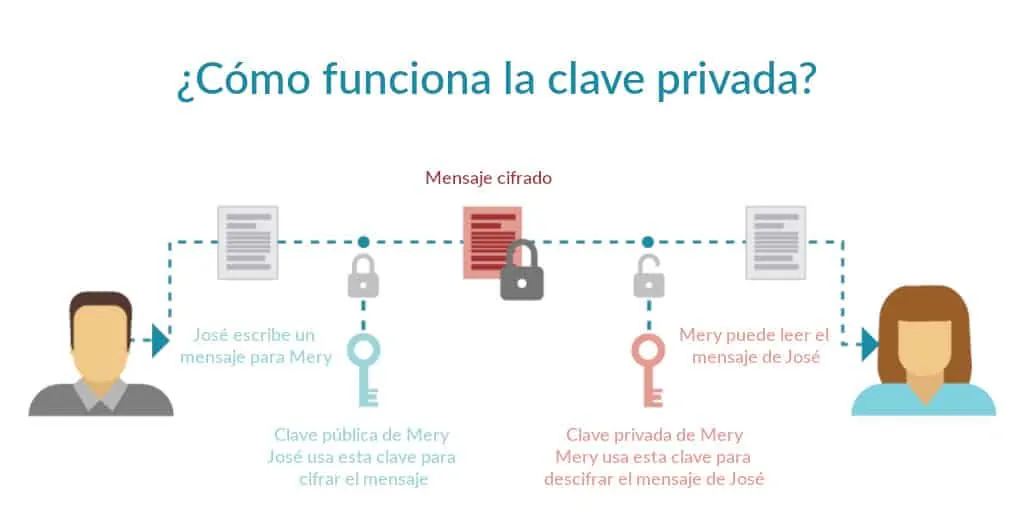 ¿Cómo funciona la clave privada?
Mensaje cifrado
José escribe un
mensaje para Mery
Mery puede leer el
mensaje de José
Clave pública de Mery
José usa esta clave para
cifrar el mensaje
Clave privada de Mery
Mery usa esta clave para
descifrar el mensaje de José